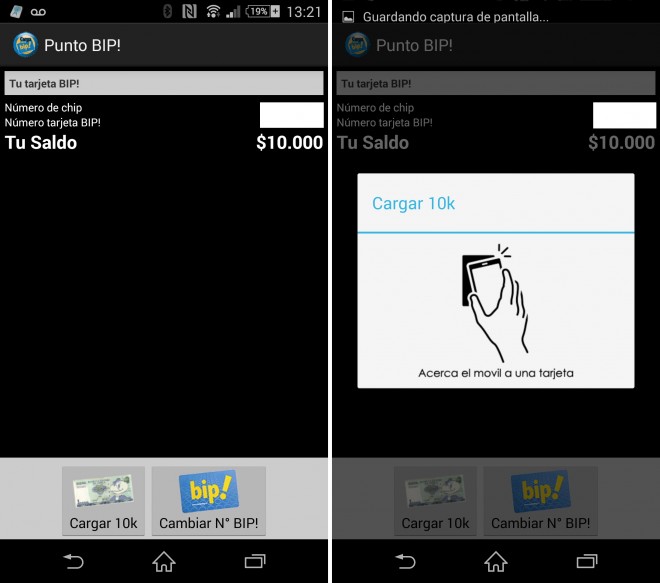 19%
13:21
Punto BIP!
Tu tarjeta BIP!
Número de chip
Número tarjeta BIP!
Tu Saldo $10.000
bip!
Cargar 10k
Cambiar N° BIP!
Guardando captura de pantalla...
Punto BIP!
Tu tarjeta BIP!
Número de chip
Número tarjeta BIP!
Tu Saldo $10.000
Cargar 10k
Acerca el movil a una tarjeta
bip!
Cargar 10k
Cambiar N° BIP!